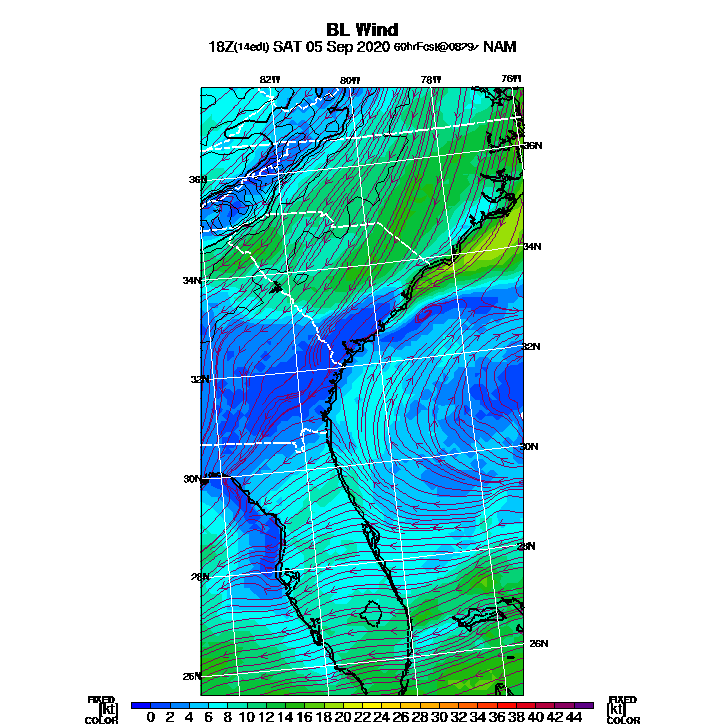 BL Wind
18Z(14edt) SAT 05 Sep 2020 60hrFcst@0829z NAM
82W 80W 78W 76W
36N
36N
34N
34N
32N
32N
30N
30N
28N
28N
26N
26N
FIXED FIXED
[kt] 0 2 4 6 8 10 12 14 16 18 20 22 24 26 28 30 32 34 36 38 40 42 44 [kt]
COLOR COLOR